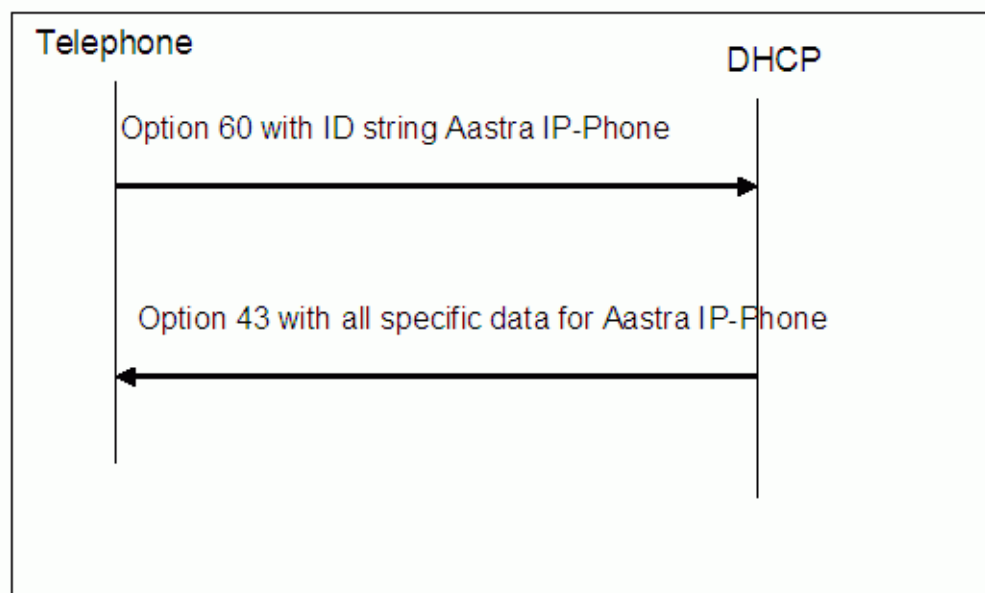 Telephone
DHCP
Option 60 with ID string Aastra IP-Phone
Option 43 with all specific data for Aastra IP-Phone